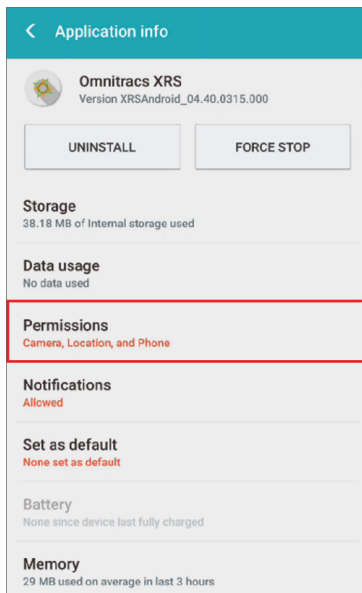 Application info
Omnitracs XRS
Version XRSAndroid_04.40.0315.000
UNINSTALL
FORCE STOP
Storage
38.18 MB of Internal storage used
Data usage
No data used
Permissions
Camera, Location, and Phone
Notifications
Allowed
Set as default
None set as default
Battery
None since device last fully charged
Memory
29 MB used on average in last 3 hours